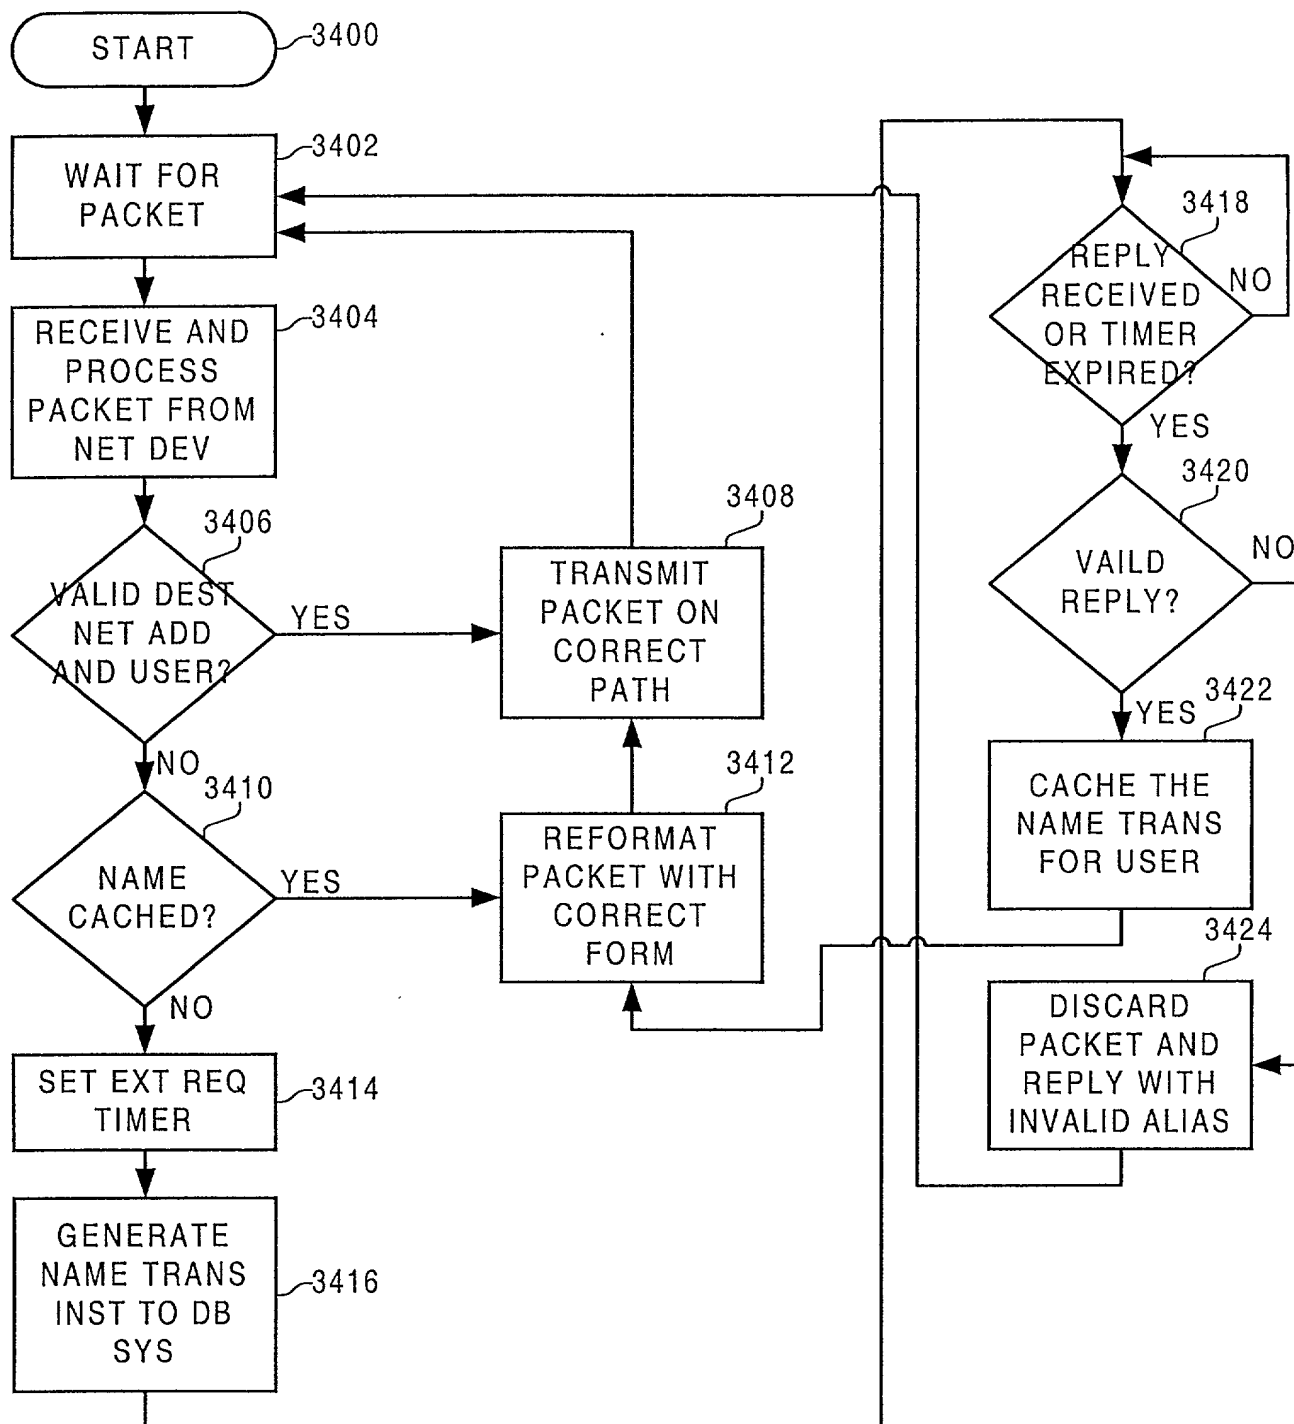 START
3400
WAIT FOR
PACKET
3402
RECEIVE AND
PROCESS
PACKET FROM
NET DEV
3404
VALID DEST
NET ADD
AND USER?
3406
YES
NO
TRANSMIT
PACKET ON
CORRECT
PATH
3408
NAME
CACHED?
3410
YES
NO
REFORMAT
PACKET WITH
CORRECT
FORM
3412
SET EXT REQ
TIMER
3414
GENERATE
NAME TRANS
INST TO DB
SYS
3416
REPLY
RECEIVED
OR TIMER
EXPIRED?
3418
NO
YES
VAILD
REPLY?
3420
NO
YES
CACHE THE
NAME TRANS
FOR USER
3422
DISCARD
PACKET AND
REPLY WITH
INVALID ALIAS
3424